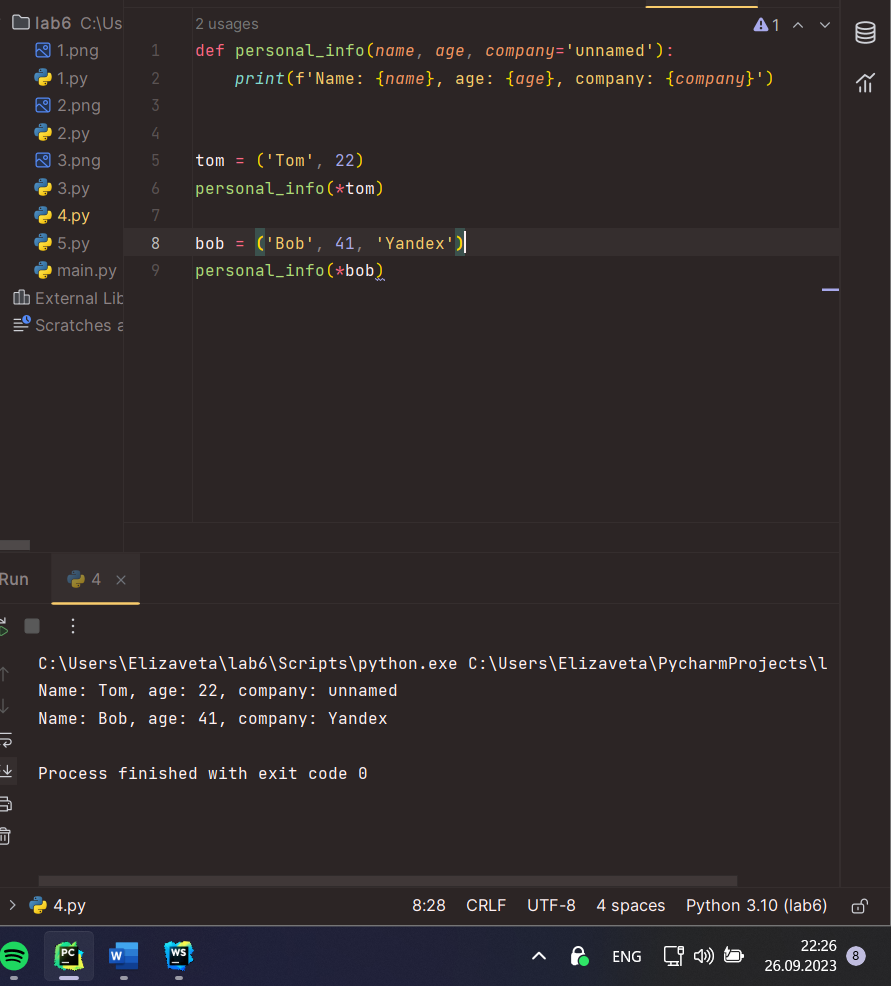 lab6 C:\Us
1.png
1.py
2.png
2.py
3.png
3.py
4.py
5.py
main.py
External Lib
Scratches a
2 usages
1
1 def personal_info(name, age, company='unnamed'):
2 print(f'Name: {name}, age: {age}, company: {company}')
3
4
5 tom = ('Tom', 22)
6 personal_info(*tom)
7
8 bob = ('Bob', 41, 'Yandex')
9 personal_info(*bob)
Run
4
C:\Users\Elizaveta\lab6\Scripts\python.exe C:\Users\Elizaveta\PycharmProjects\l
Name: Tom, age: 22, company: unnamed
Name: Bob, age: 41, company: Yandex
Process finished with exit code 0
4.py 8:28 CRLF UTF-8 4 spaces Python 3.10 (lab6)
PC
W
WS
ENG
22:26
26.09.2023
8